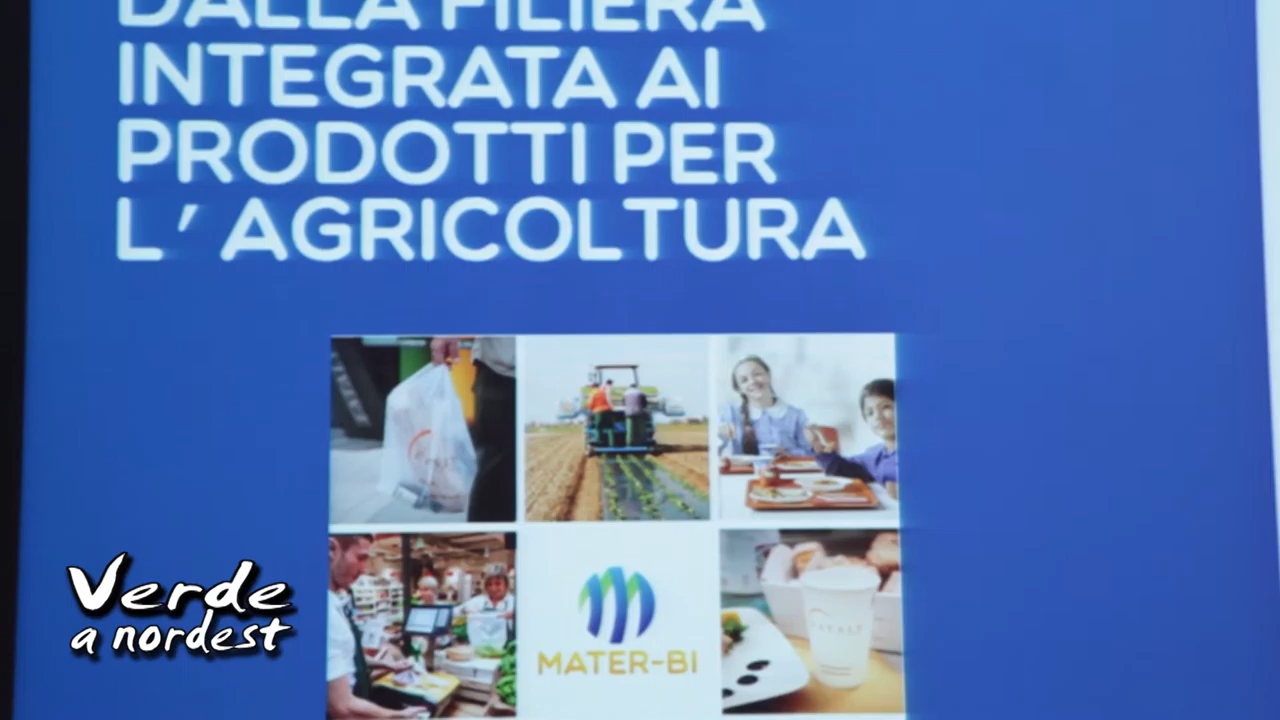 DALLA FILIERA
INTEGRATA AI
PRODOTTI PER
L' AGRICOLTURA
MATER-BI
Verde
a nordest